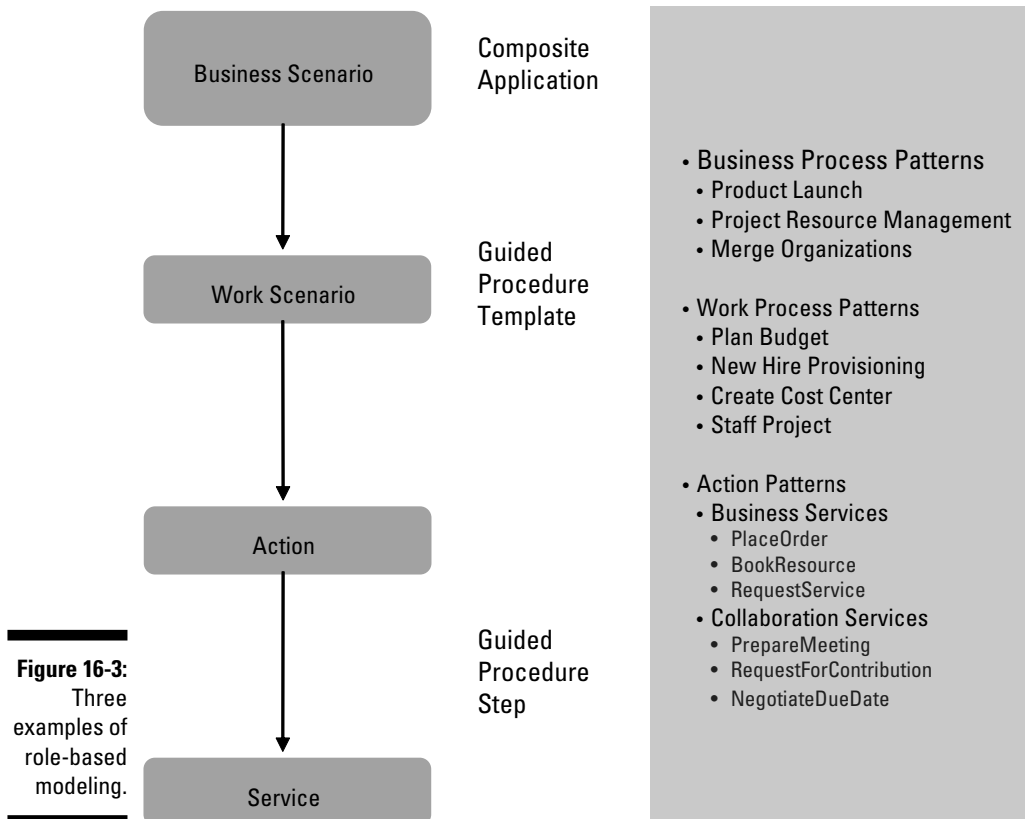 Business Scenario
Composite
Application
Work Scenario
Guided
Procedure
Template
Action
Guided
Procedure
Step
Service
• Business Process Patterns
• Product Launch
• Project Resource Management
• Merge Organizations
• Work Process Patterns
• Plan Budget
• New Hire Provisioning
• Create Cost Center
• Staff Project
• Action Patterns
• Business Services
• PlaceOrder
• BookResource
• RequestService
• Collaboration Services
• PrepareMeeting
• RequestForContribution
• NegotiateDueDate
Figure 16-3:
Three
examples of
role-based
modeling.